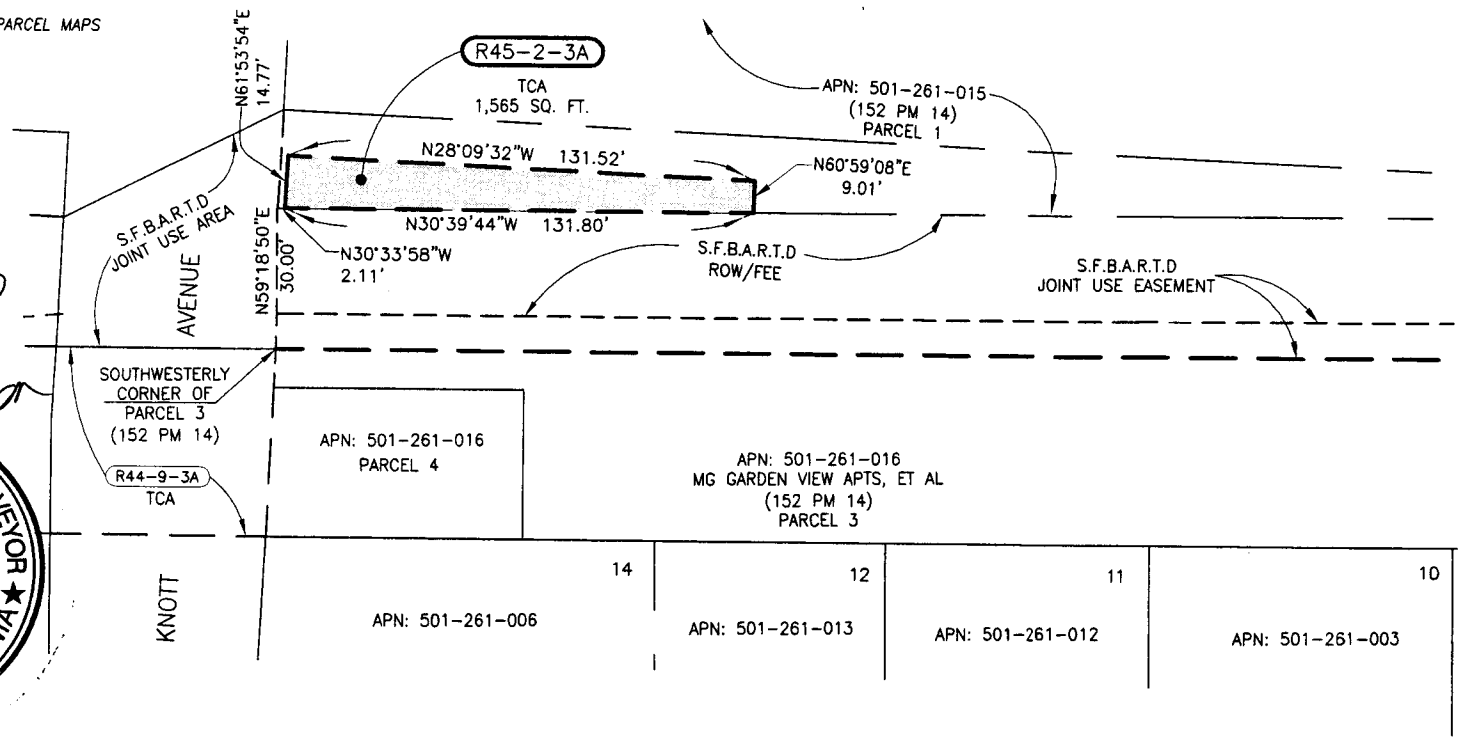 PARCEL MAPS
N61°53'54"E
14.77'
R45-2-3A
TCA
1,565 SQ. FT.
APN: 501-261-015
(152 PM 14)
PARCEL 1
N28°09'32"W 131.52'
N60°59'08"E
9.01'
S.F.B.A.R.T.D
JOINT USE AREA
N30°39'44"W 131.80'
N30°33'58"W
2.11'
N59°18'50"E
30.00'
AVENUE
S.F.B.A.R.T.D
ROW/FEE
S.F.B.A.R.T.D
JOINT USE EASEMENT
SOUTHWESTERLY
CORNER OF
PARCEL 3
(152 PM 14)
R44-9-3A
TCA
APN: 501-261-016
PARCEL 4
APN: 501-261-016
MG GARDEN VIEW APTS, ET AL
(152 PM 14)
PARCEL 3
KNOTT
14
12
11
10
APN: 501-261-006
APN: 501-261-013
APN: 501-261-012
APN: 501-261-003